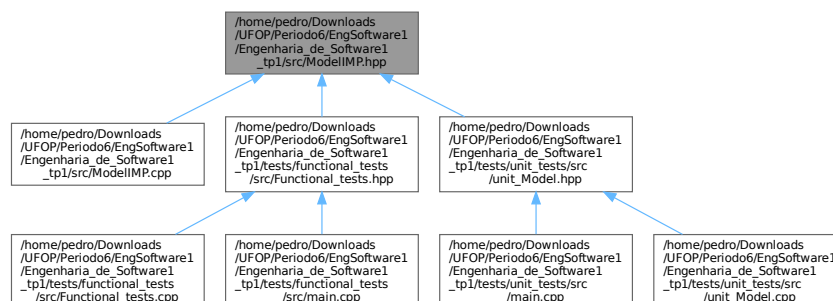 /home/pedro/Downloads
/UFOP/Periodo6/EngSoftware1
/Engenharia_de_Software1
_tp1/src/ModelIMP.hpp
/home/pedro/Downloads
/UFOP/Periodo6/EngSoftware1
/Engenharia_de_Software1
_tp1/src/ModelIMP.cpp
/home/pedro/Downloads
/UFOP/Periodo6/EngSoftware1
/Engenharia_de_Software1
_tp1/tests/functional_tests
/src/Functional_tests.hpp
/home/pedro/Downloads
/UFOP/Periodo6/EngSoftware1
/Engenharia_de_Software1
_tp1/tests/unit_tests/src
/unit_Model.hpp
/home/pedro/Downloads
/UFOP/Periodo6/EngSoftware1
/Engenharia_de_Software1
_tp1/tests/functional_tests
/src/Functional_tests.cpp
/home/pedro/Downloads
/UFOP/Periodo6/EngSoftware1
/Engenharia_de_Software1
_tp1/tests/functional_tests
/src/main.cpp
/home/pedro/Downloads
/UFOP/Periodo6/EngSoftware1
/Engenharia_de_Software1
_tp1/tests/unit_tests/src
/main.cpp
/home/pedro/Downloads
/UFOP/Periodo6/EngSoftware1
/Engenharia_de_Software1
_tp1/tests/unit_tests/src
/unit_Model.cpp